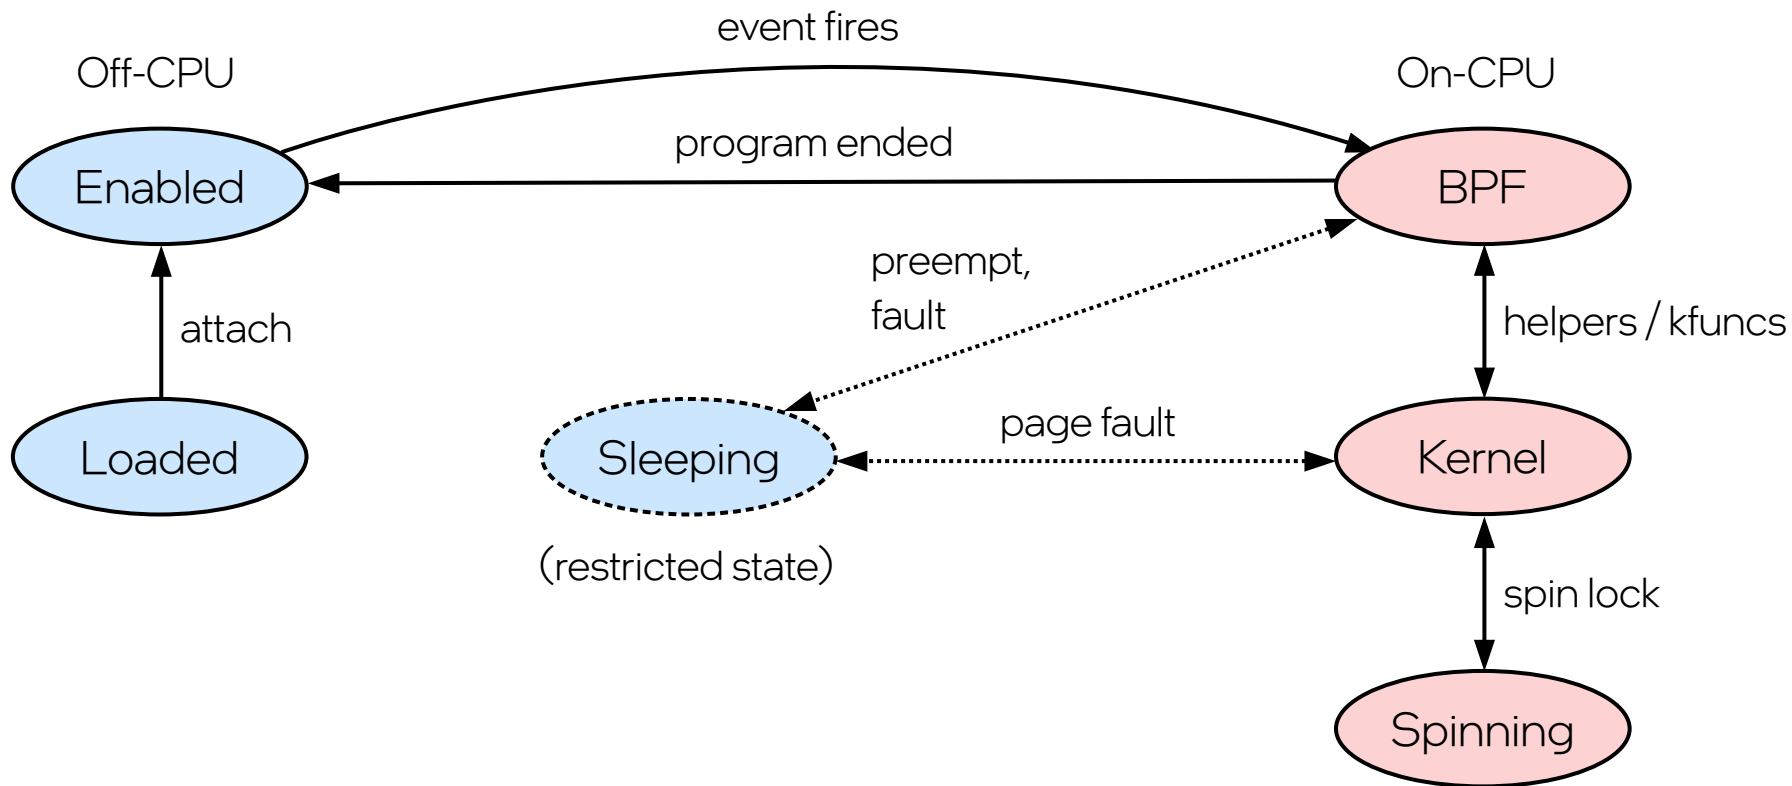 event fires
Off-CPU
On-CPU
program ended
Enabled
BPF
preempt,
fault
attach
helpers / kfuncs
page fault
Loaded
Sleeping
Kernel
(restricted state)
spin lock
Spinning